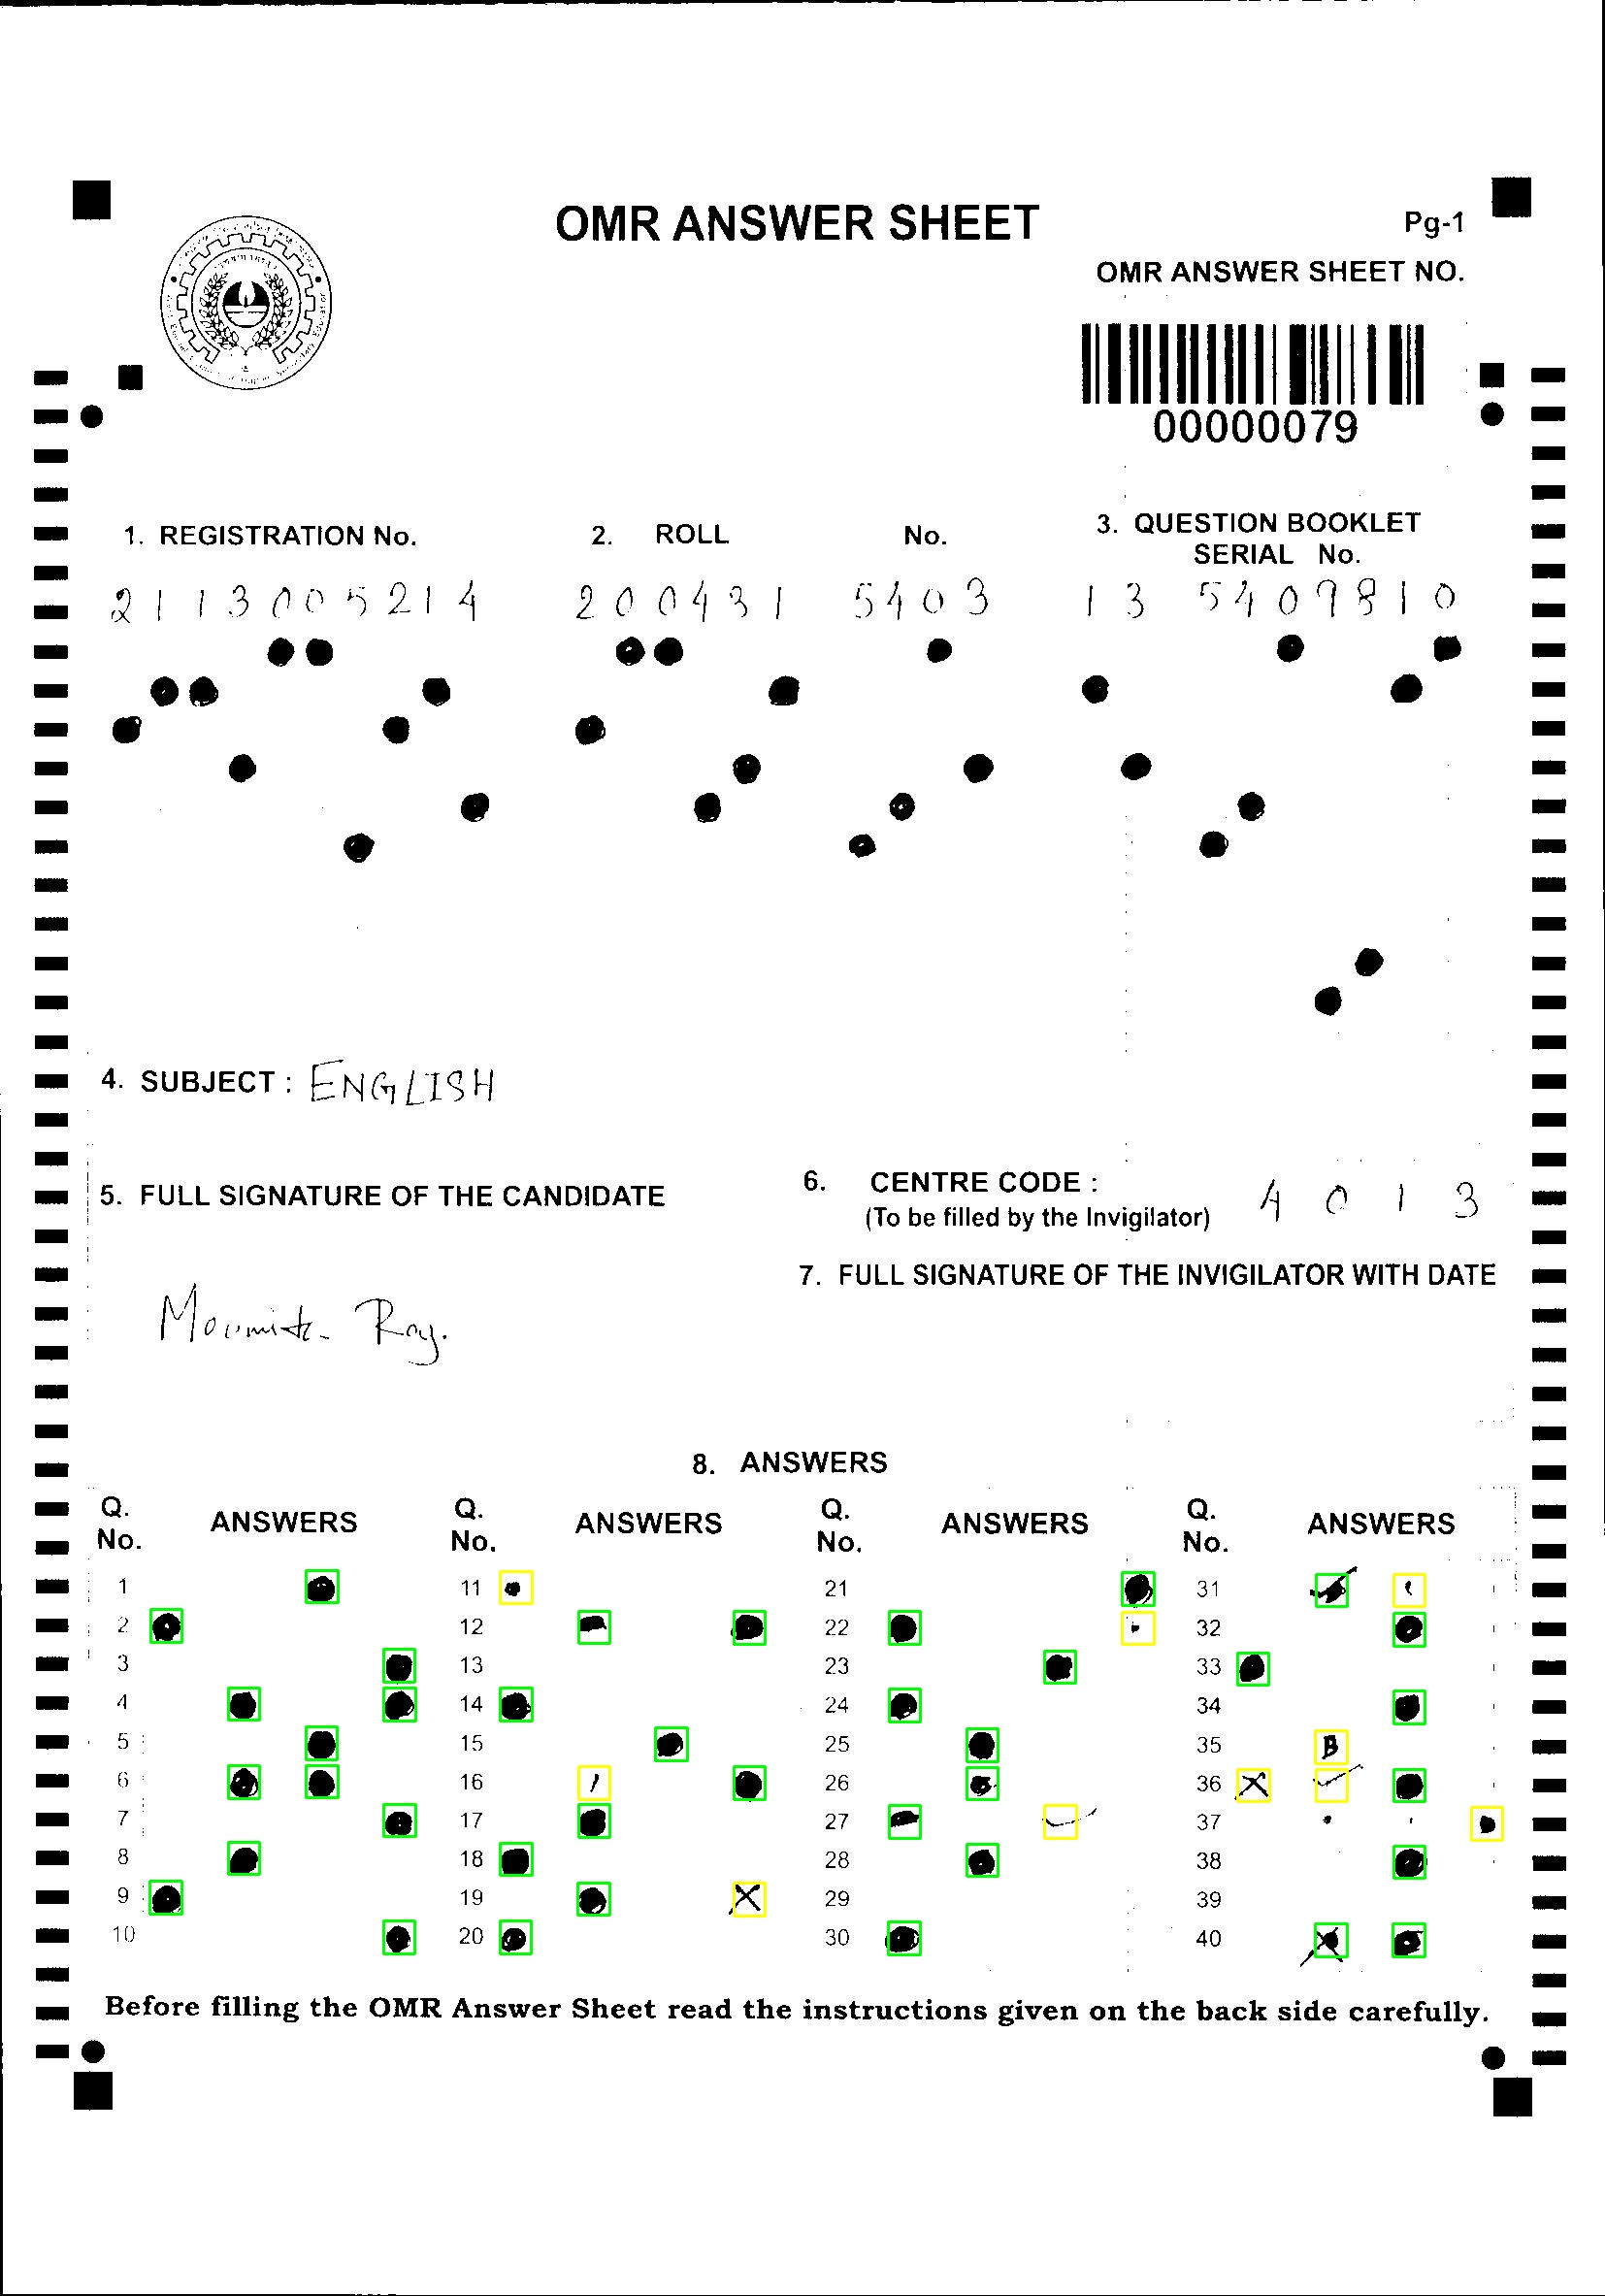 OMR ANSWER SHEET
Pg-1
OMR ANSWER SHEET NO.
00000079
1. REGISTRATION No.
2113005214
2. ROLL No.
200431 5403
3. QUESTION BOOKLET
SERIAL No.
13 5409810
4. SUBJECT : ENGLISH
5. FULL SIGNATURE OF THE CANDIDATE
Ray.
6. CENTRE CODE :
(To be filled by the Invigilator)
4013
7. FULL SIGNATURE OF THE INVIGILATOR WITH DATE
8. ANSWERS
Q. No. ANSWERS Q. No. ANSWERS Q. No. ANSWERS Q. No. ANSWERS
1 11 21 31
2 12 22 32
3 13 23 33
4 14 24 34
5 15 25 35 B
6 16 26 36
7 17 27 37
8 18 28 38
9 19 29 39
10 20 30 40
Before filling the OMR Answer Sheet read the instructions given on the back side carefully.